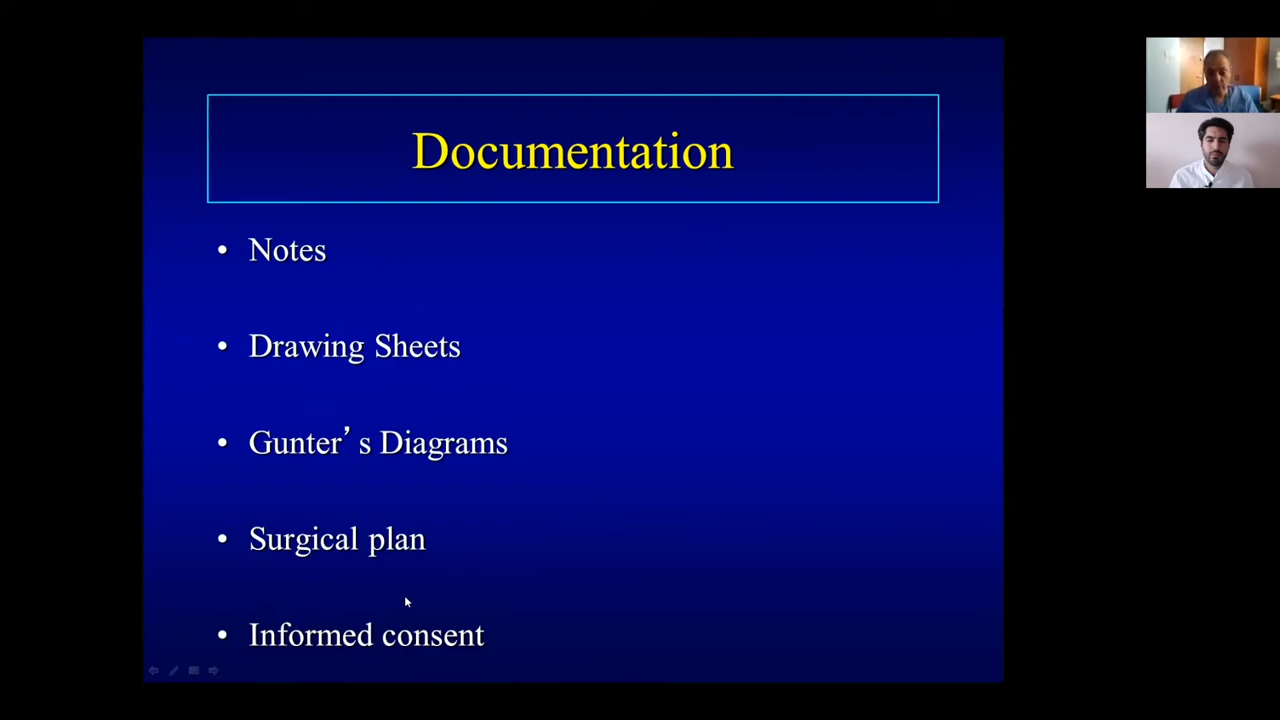 Documentation
• Notes
• Drawing Sheets
• Gunter’s Diagrams
• Surgical plan
• Informed consent